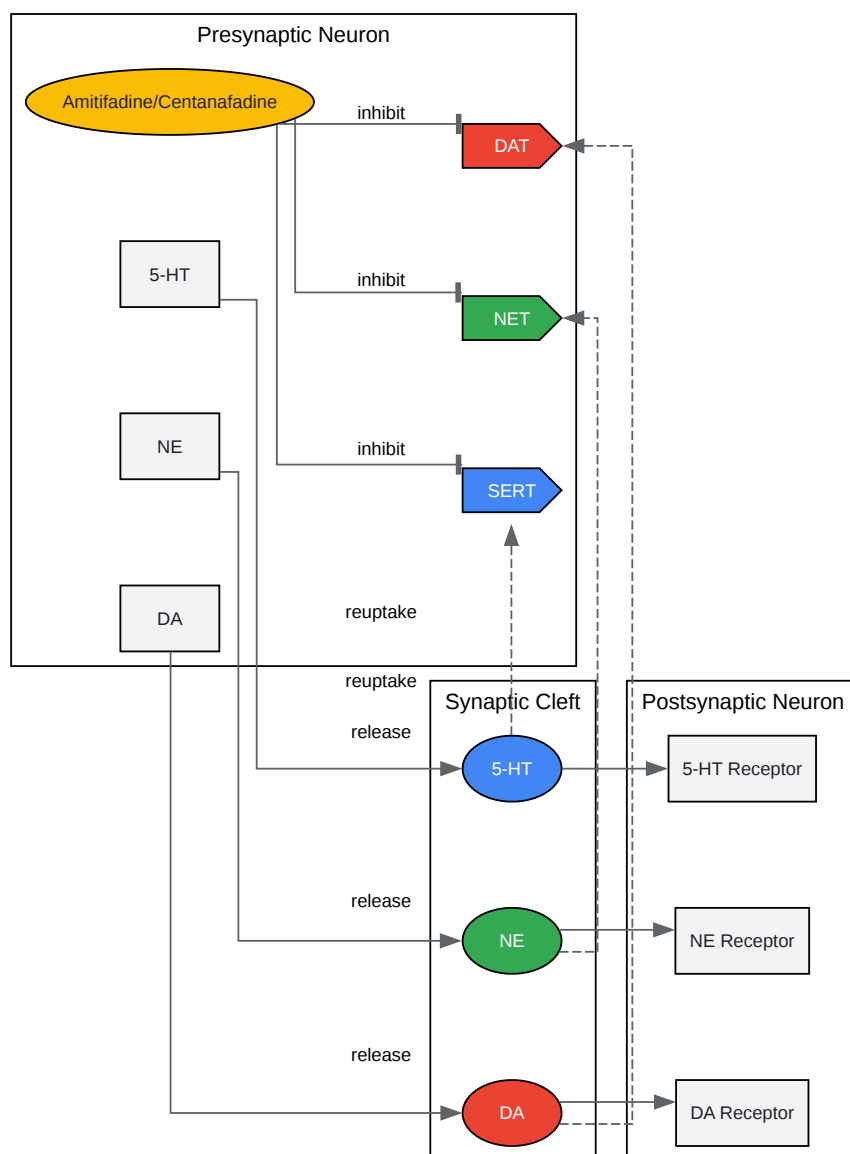 Presynaptic Neuron
Amitifadine/Centanafadine
inhibit
DAT
5-HT
inhibit
NET
NE
inhibit
SERT
DA
reuptake
reuptake
Synaptic Cleft
Postsynaptic Neuron
release
5-HT
5-HT Receptor
release
NE
NE Receptor
release
DA
DA Receptor